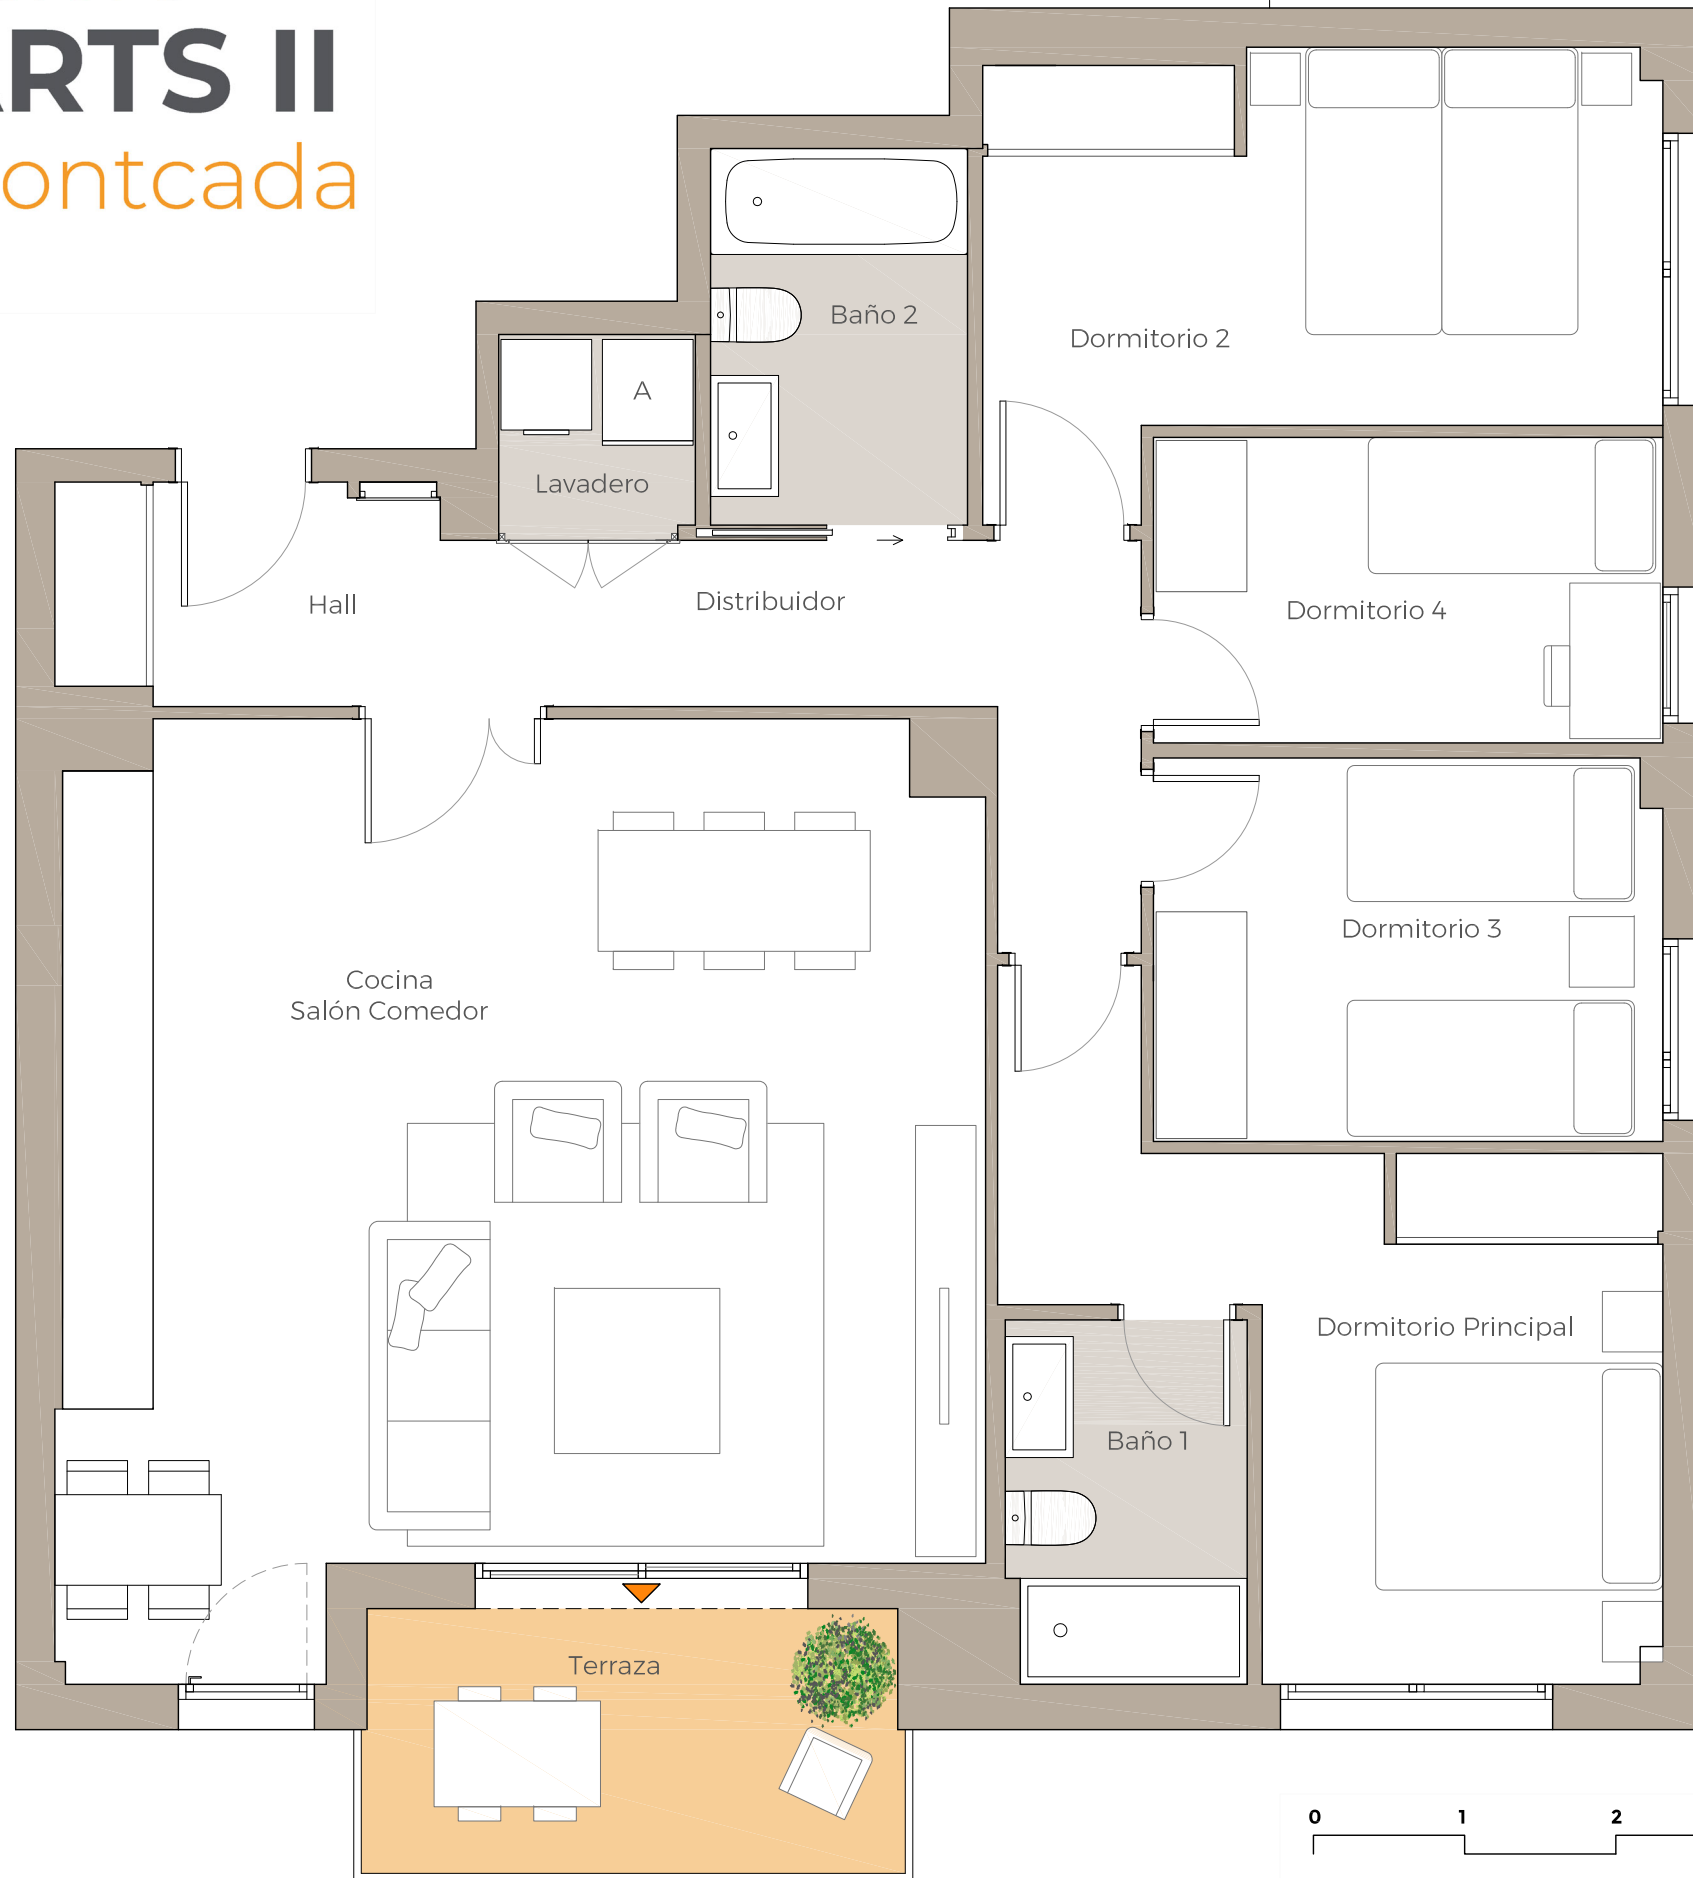 ARTS II
ontcada
Baño 2
Dormitorio 2
A
Lavadero
Hall
Distribuidor
Dormitorio 4
Dormitorio 3
Cocina
Salón Comedor
Dormitorio Principal
Baño 1
Terraza
0 1 2